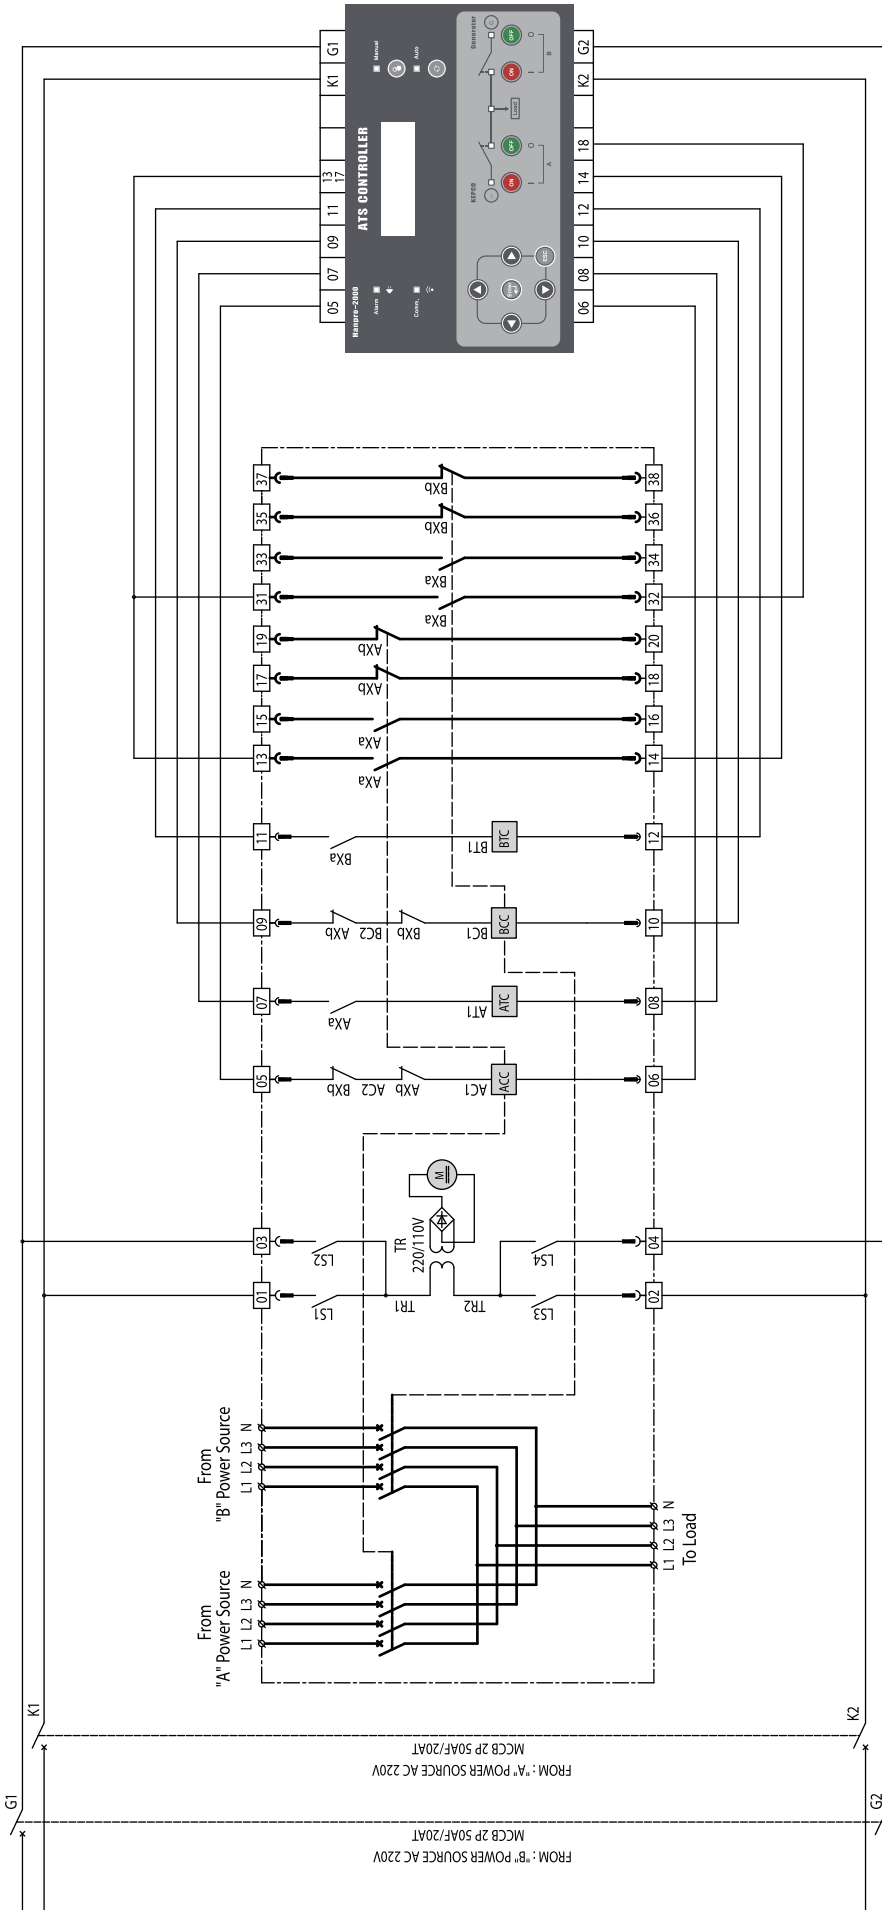 G1
K1
13
17
11
09
07
05
G2
K2
18
14
12
10
08
06
ATS CONTROLLER
Hanpro-2000
Manual
Auto
Alarm
Comm.
Generator
G
OFF
ON
O
I
B
Load
KEPCO
OFF
ON
O
I
A
ESC
37
35
33
31
19
17
15
13
11
09
07
05
03
01
38
36
34
32
20
18
16
14
12
10
08
06
04
02
BXb
BXb
BXa
BXa
AXb
AXb
AXa
AXa
BXa
BT1
BTC
AXb
BC2
BXb
BC1
BCC
AXa
AT1
ATC
BXb
AC2
AXb
AC1
ACC
M
TR
220/110V
LS2
LS4
LS1
TR1
TR2
LS3
From
"B" Power Source
L1 L2 L3 N
From
"A" Power Source
L1 L2 L3 N
L1 L2 L3 N
To Load
K1
K2
MCCB 2P 50AF/20AT
FROM : "A" POWER SOURCE AC 220V
G1
G2
MCCB 2P 50AF/20AT
FROM : "B" POWER SOURCE AC 220V